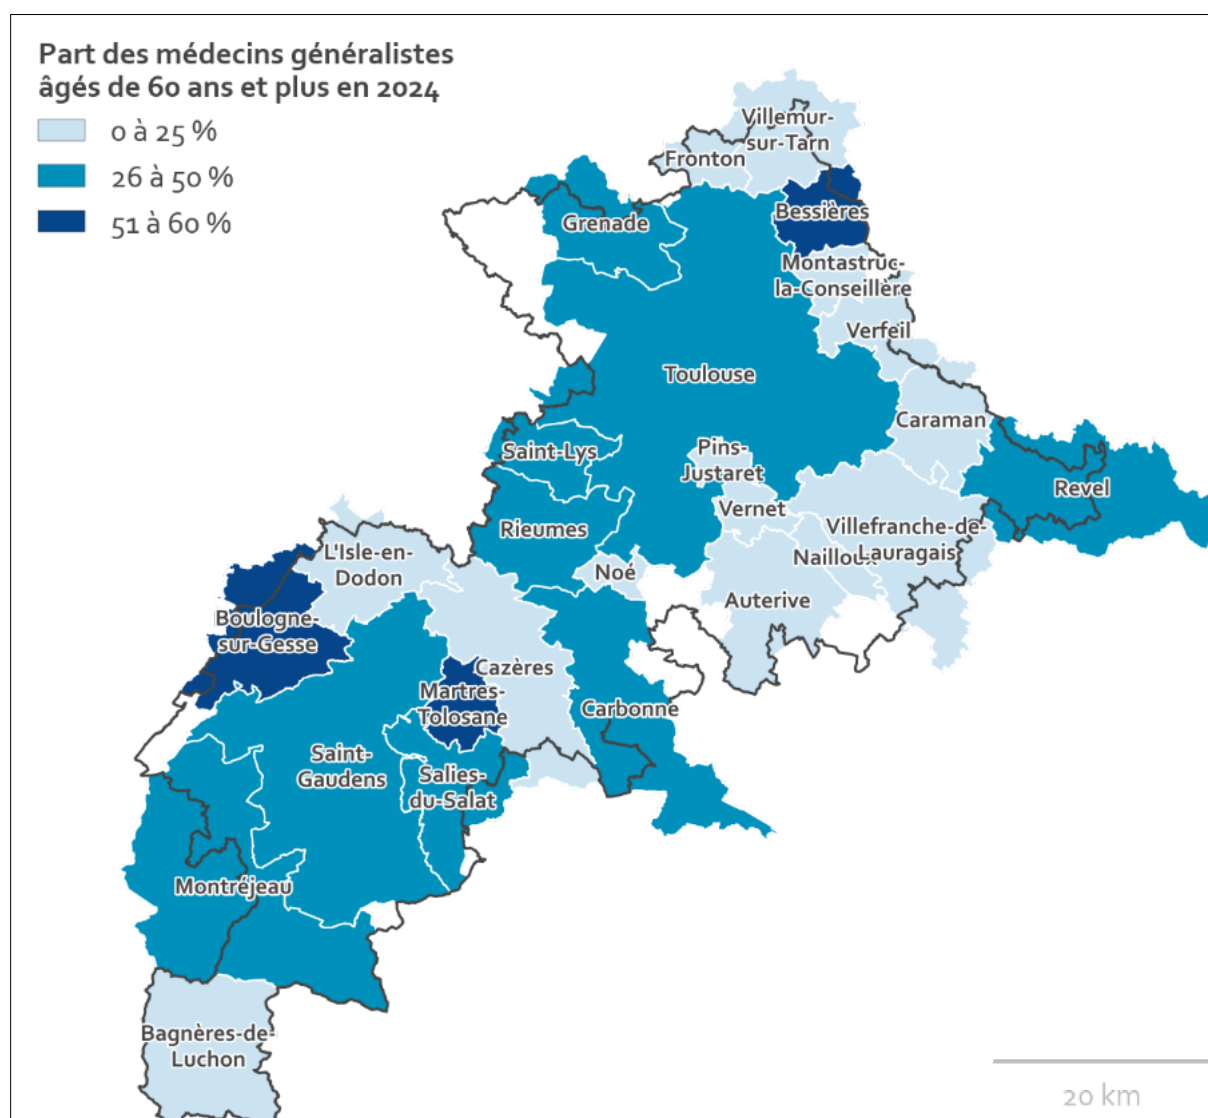 Part des médecins généralistes
âgés de 60 ans et plus en 2024
0 à 25 %
26 à 50 %
51 à 60 %
Villemur-
sur-Tarn
Fronton
Bessières
Grenade
Montastruc-
la-Conseillère
Verfeil
Toulouse
Caraman
Saint-Lys
Pins-
Justaret
Revel
Vernet
Rieumes
Villefranche-de-
Lauragais
Nailloux
L'Isle-en-
Dodon
Noé
Auterive
Boulogne-
sur-Gesse
Cazères
Martres-
Tolosane
Carbonne
Saint-
Gaudens
Salies-
du-Salat
Montréjeau
Bagnères-de-
Luchon
20 km